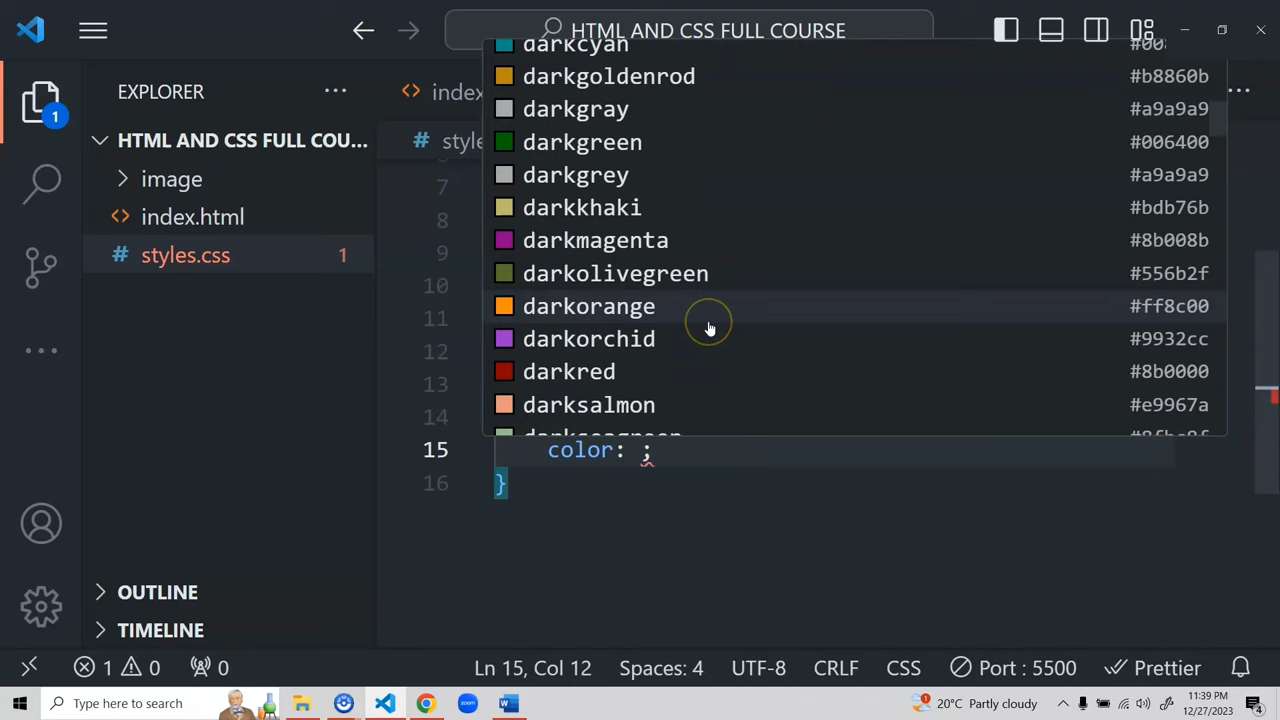 HTML AND CSS FULL COURSE
EXPLORER
HTML AND CSS FULL COU...
image
index.html
styles.css 1
1
OUTLINE
TIMELINE
index
style
darkcyan
darkgoldenrod #b8860b
darkgray #a9a9a9
darkgreen #006400
darkgrey #a9a9a9
darkkhaki #bdb76b
darkmagenta #8b008b
darkolivegreen #556b2f
darkorange #ff8c00
darkorchid #9932cc
darkred #8b0000
darksalmon #e9967a
7
8
9
10
11
12
13
14
15 color: ;
16 }
1 0 0 Ln 15, Col 12 Spaces: 4 UTF-8 CRLF CSS Port : 5500 Prettier
Type here to search 20°C Partly cloudy 11:39 PM
12/27/2023